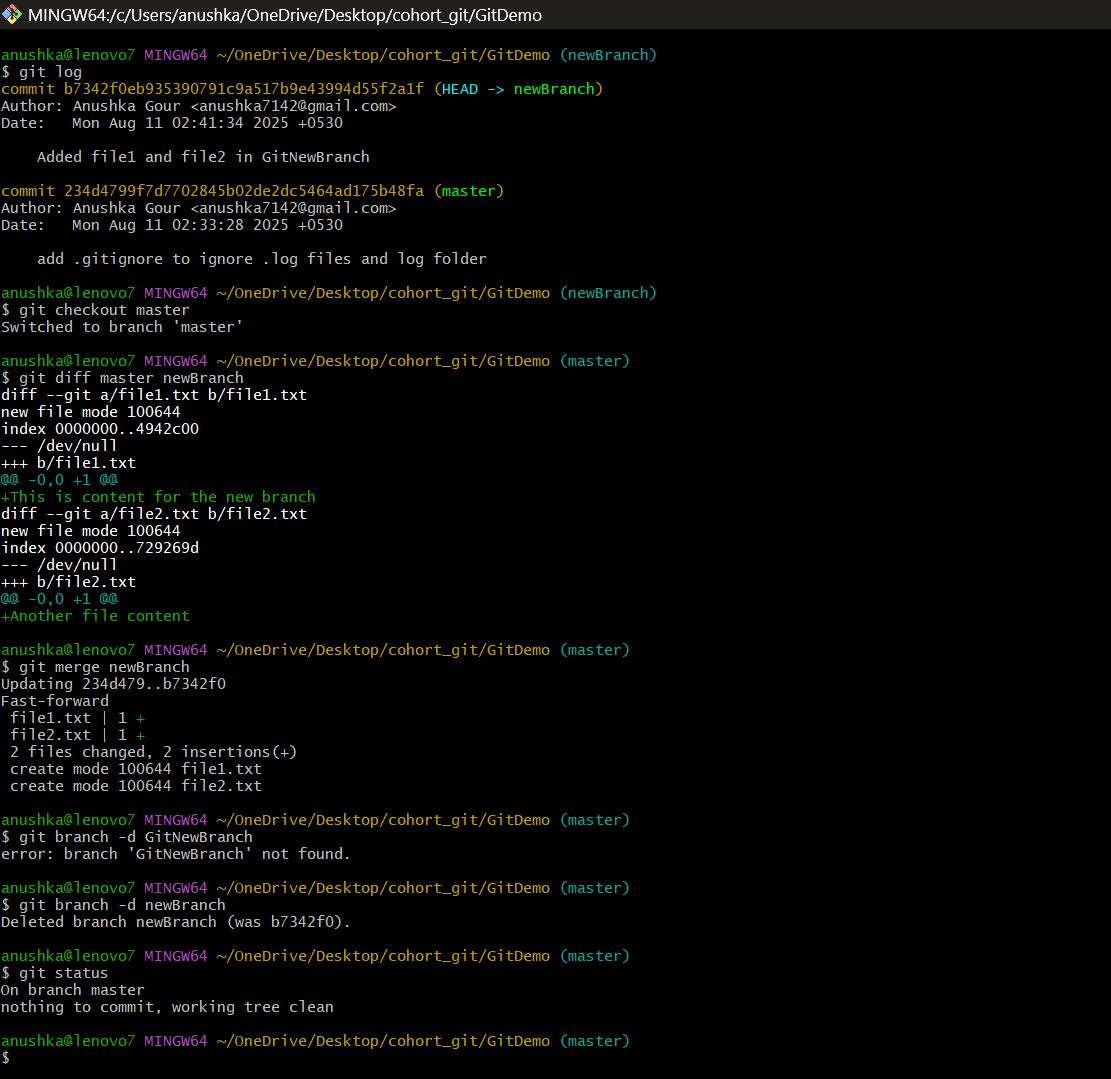 MINGW64:/c/Users/anushka/OneDrive/Desktop/cohort_git/GitDemo
anushka@lenovo7 MINGW64 ~/OneDrive/Desktop/cohort_git/GitDemo (newBranch)
$ git log
commit b7342f0eb935390791c9a517b9e43994d55f2a1f (HEAD -> newBranch)
Author: Anushka Gour <anushka7142@gmail.com>
Date:   Mon Aug 11 02:41:34 2025 +0530
    Added file1 and file2 in GitNewBranch
commit 234d4799f7d7702845b02de2dc5464ad175b48fa (master)
Author: Anushka Gour <anushka7142@gmail.com>
Date:   Mon Aug 11 02:33:28 2025 +0530
    add .gitignore to ignore .log files and log folder
anushka@lenovo7 MINGW64 ~/OneDrive/Desktop/cohort_git/GitDemo (newBranch)
$ git checkout master
Switched to branch 'master'
anushka@lenovo7 MINGW64 ~/OneDrive/Desktop/cohort_git/GitDemo (master)
$ git diff master newBranch
diff --git a/file1.txt b/file1.txt
new file mode 100644
index 0000000..4942c00
--- /dev/null
+++ b/file1.txt
@@ -0,0 +1 @@
+This is content for the new branch
diff --git a/file2.txt b/file2.txt
new file mode 100644
index 0000000..729269d
--- /dev/null
+++ b/file2.txt
@@ -0,0 +1 @@
+Another file content
anushka@lenovo7 MINGW64 ~/OneDrive/Desktop/cohort_git/GitDemo (master)
$ git merge newBranch
Updating 234d479..b7342f0
Fast-forward
 file1.txt | 1 +
 file2.txt | 1 +
 2 files changed, 2 insertions(+)
 create mode 100644 file1.txt
 create mode 100644 file2.txt
anushka@lenovo7 MINGW64 ~/OneDrive/Desktop/cohort_git/GitDemo (master)
$ git branch -d GitNewBranch
error: branch 'GitNewBranch' not found.
anushka@lenovo7 MINGW64 ~/OneDrive/Desktop/cohort_git/GitDemo (master)
$ git branch -d newBranch
Deleted branch newBranch (was b7342f0).
anushka@lenovo7 MINGW64 ~/OneDrive/Desktop/cohort_git/GitDemo (master)
$ git status
On branch master
nothing to commit, working tree clean
anushka@lenovo7 MINGW64 ~/OneDrive/Desktop/cohort_git/GitDemo (master)
$